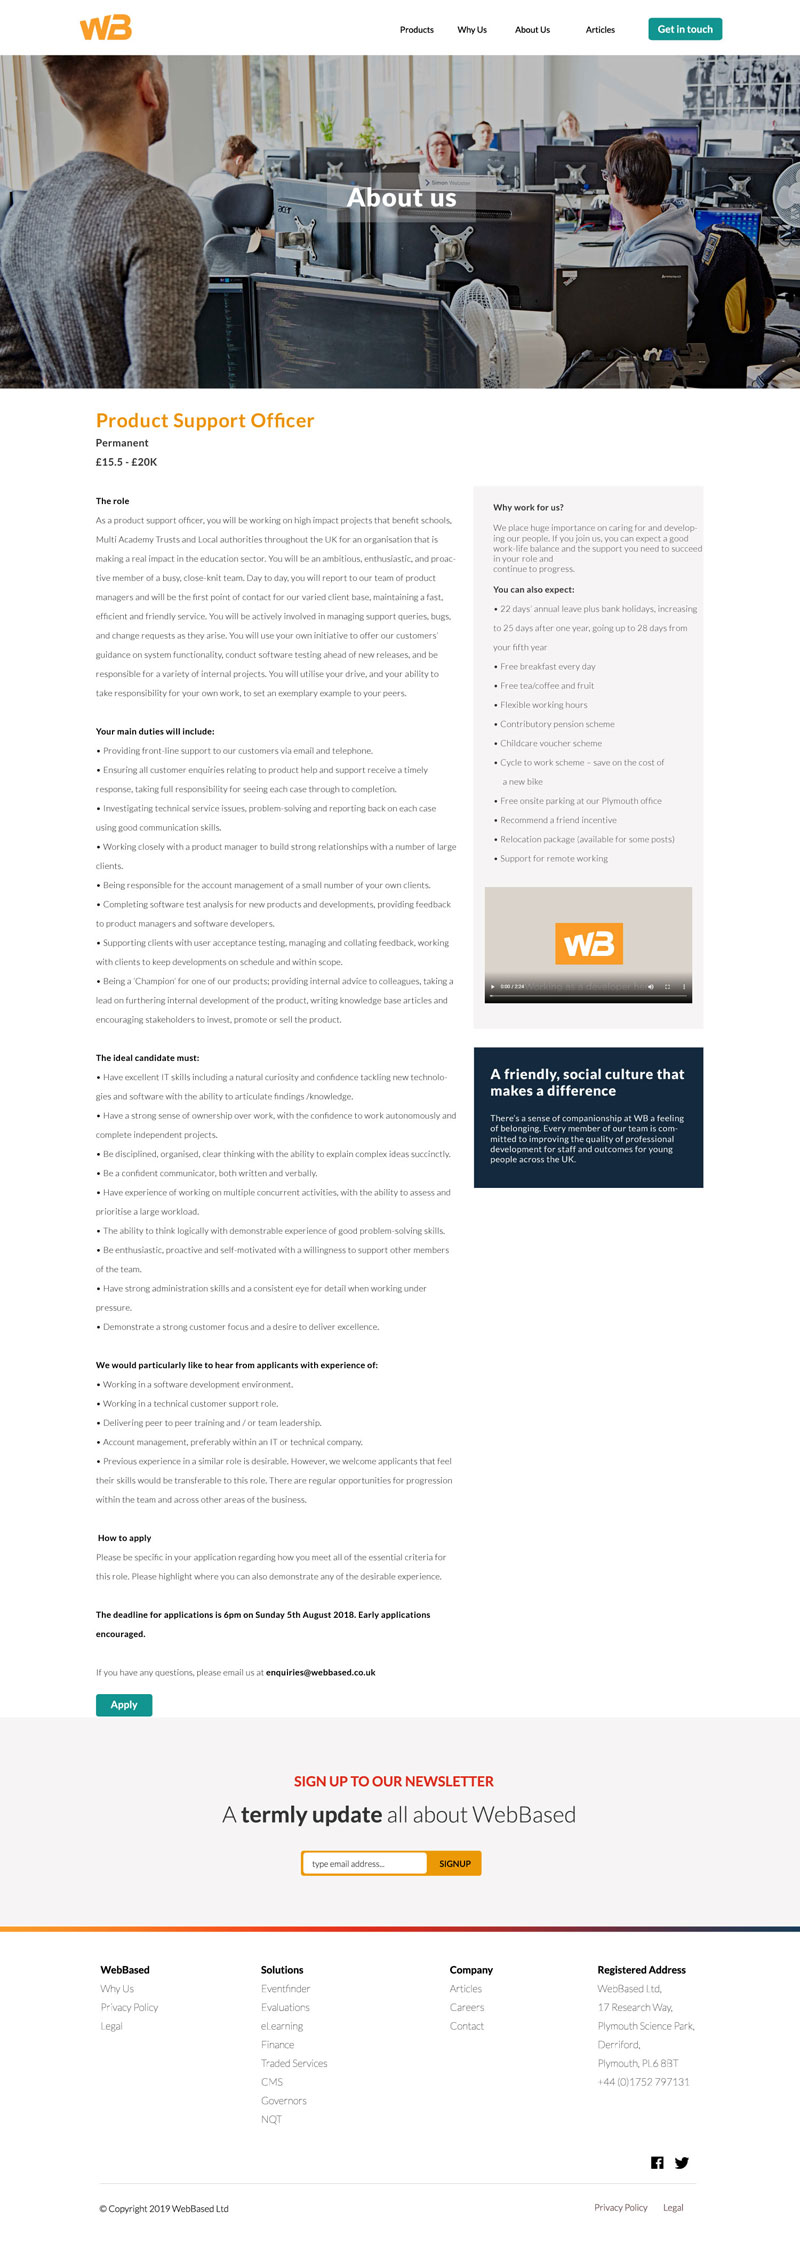 WB
Products Why Us About Us Articles Get in touch
Simon Webster
About us
acer
Product Support Officer
Permanent
£15.5 - £20K
The role
As a product support officer, you will be working on high impact projects that benefit schools,
Multi Academy Trusts and Local authorities throughout the UK for an organisation that is
making a real impact in the education sector. You will be an ambitious, enthusiastic, and proac-
tive member of a busy, close-knit team. Day to day, you will report to our team of product
managers and will be the first point of contact for our varied client base, maintaining a fast,
efficient and friendly service. You will be actively involved in managing support queries, bugs,
and change requests as they arise. You will use your own initiative to offer our customers'
guidance on system functionality, conduct software testing ahead of new releases, and be
responsible for a variety of internal projects. You will utilise your drive, and your ability to
take responsibility for your own work, to set an exemplary example to your peers.
Your main duties will include:
• Providing front-line support to our customers via email and telephone.
• Ensuring all customer enquiries relating to product help and support receive a timely
response, taking full responsibility for seeing each case through to completion.
• Investigating technical service issues, problem-solving and reporting back on each case
using good communication skills.
• Working closely with a product manager to build strong relationships with a number of large
clients.
• Being responsible for the account management of a small number of your own clients.
• Completing software test analysis for new products and developments, providing feedback
to product managers and software developers.
• Supporting clients with user acceptance testing, managing and collating feedback, working
with clients to keep developments on schedule and within scope.
• Being a 'Champion' for one of our products; providing internal advice to colleagues, taking a
lead on furthering internal development of the product, writing knowledge base articles and
encouraging stakeholders to invest, promote or sell the product.
The ideal candidate must:
• Have excellent IT skills including a natural curiosity and confidence tackling new technolo-
gies and software with the ability to articulate findings /knowledge.
• Have a strong sense of ownership over work, with the confidence to work autonomously and
complete independent projects.
• Be disciplined, organised, clear thinking with the ability to explain complex ideas succinctly.
• Be a confident communicator, both written and verbally.
• Have experience of working on multiple concurrent activities, with the ability to assess and
prioritise a large workload.
• The ability to think logically with demonstrable experience of good problem-solving skills.
• Be enthusiastic, proactive and self-motivated with a willingness to support other members
of the team.
• Have strong administration skills and a consistent eye for detail when working under
pressure.
• Demonstrate a strong customer focus and a desire to deliver excellence.
We would particularly like to hear from applicants with experience of:
• Working in a software development environment.
• Working in a technical customer support role.
• Delivering peer to peer training and / or team leadership.
• Account management, preferably within an IT or technical company.
• Previous experience in a similar role is desirable. However, we welcome applicants that feel
their skills would be transferable to this role. There are regular opportunities for progression
within the team and across other areas of the business.
How to apply
Please be specific in your application regarding how you meet all of the essential criteria for
this role. Please highlight where you can also demonstrate any of the desirable experience.
The deadline for applications is 6pm on Sunday 5th August 2018. Early applications
encouraged.
If you have any questions, please email us at enquiries@webbased.co.uk
Apply
Why work for us?
We place huge importance on caring for and develop-
ing our people. If you join us, you can expect a good
work-life balance and the support you need to succeed
in your role and
continue to progress.
You can also expect:
• 22 days' annual leave plus bank holidays, increasing
to 25 days after one year, going up to 28 days from
your fifth year
• Free breakfast every day
• Free tea/coffee and fruit
• Flexible working hours
• Contributory pension scheme
• Childcare voucher scheme
• Cycle to work scheme – save on the cost of
a new bike
• Free onsite parking at our Plymouth office
• Recommend a friend incentive
• Relocation package (available for some posts)
• Support for remote working
WB
0:00 / 2:24
Working as a developer here
A friendly, social culture that
makes a difference
There's a sense of companionship at WB a feeling
of belonging. Every member of our team is com-
mitted to improving the quality of professional
development for staff and outcomes for young
people across the UK.
SIGN UP TO OUR NEWSLETTER
A termly update all about WebBased
type email address... SIGNUP
WebBased
Why Us
Privacy Policy
Legal
Solutions
Eventfinder
Evaluations
eLearning
Finance
Traded Services
CMS
Governors
NQT
Company
Articles
Careers
Contact
Registered Address
WebBased Ltd,
17 Research Way,
Plymouth Science Park,
Derriford,
Plymouth, PL6 8BT
+44 (0)1752 797131
© Copyright 2019 WebBased Ltd
Privacy Policy Legal